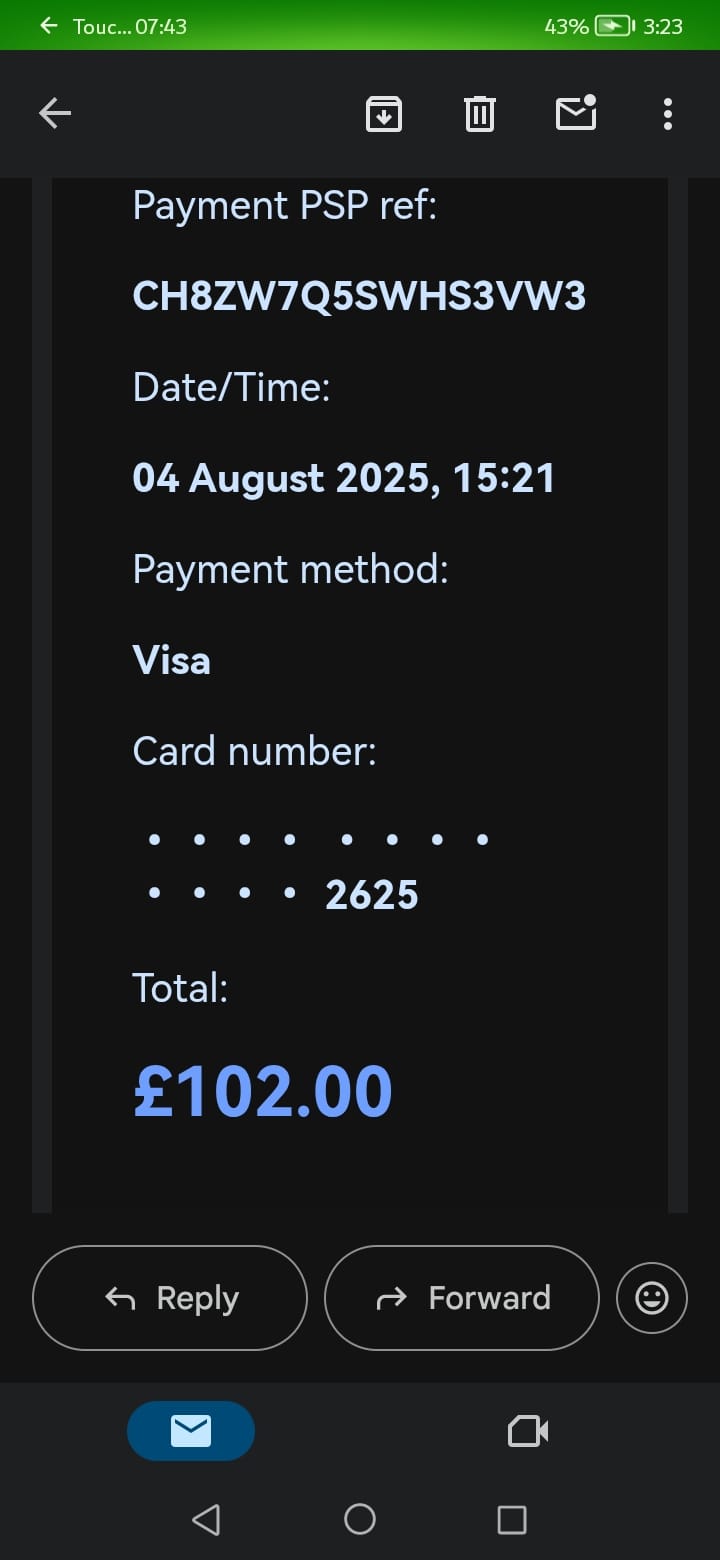 Touc... 07:43
43% 3:23
Payment PSP ref:
CH8ZW7Q5SWHS3VW3
Date/Time:
04 August 2025, 15:21
Payment method:
Visa
Card number:
• • • • • • • •
• • • • 2625
Total:
£102.00
Reply
Forward